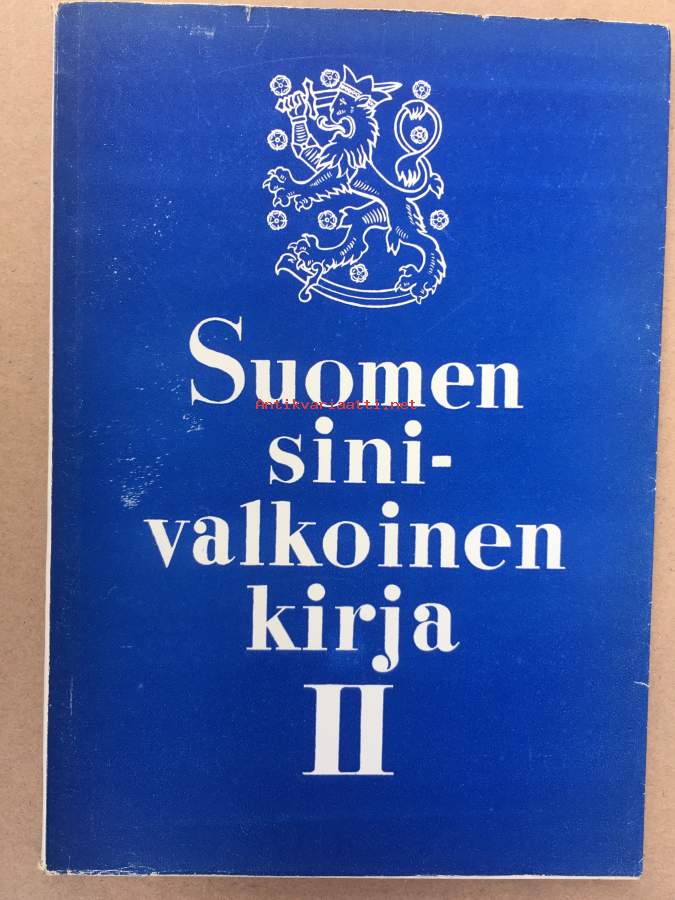 Suomen
Antikvariaatti.net
sini-
valkoinen
kirja
II